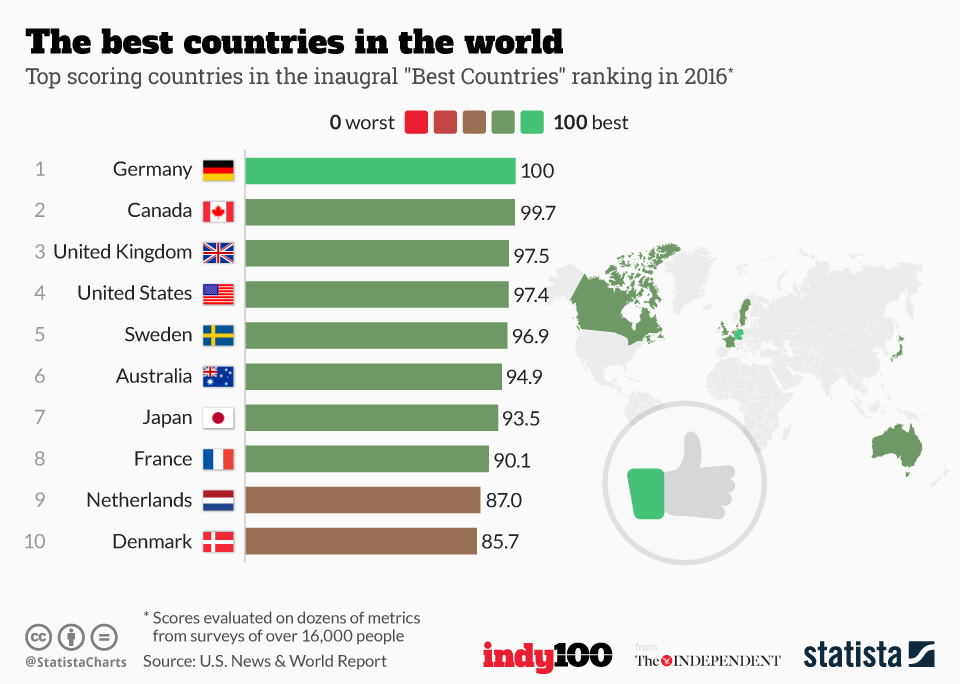 The best countries in the world
Top scoring countries in the inaugral "Best Countries" ranking in 2016*
0 worst 100 best
1 Germany 100
2 Canada 99.7
3 United Kingdom 97.5
4 United States 97.4
5 Sweden 96.9
6 Australia 94.9
7 Japan 93.5
8 France 90.1
9 Netherlands 87.0
10 Denmark 85.7
* Scores evaluated on dozens of metrics
from surveys of over 16,000 people
cc
@StatistaCharts
Source: U.S. News & World Report
indy100
from
The INDEPENDENT
statista